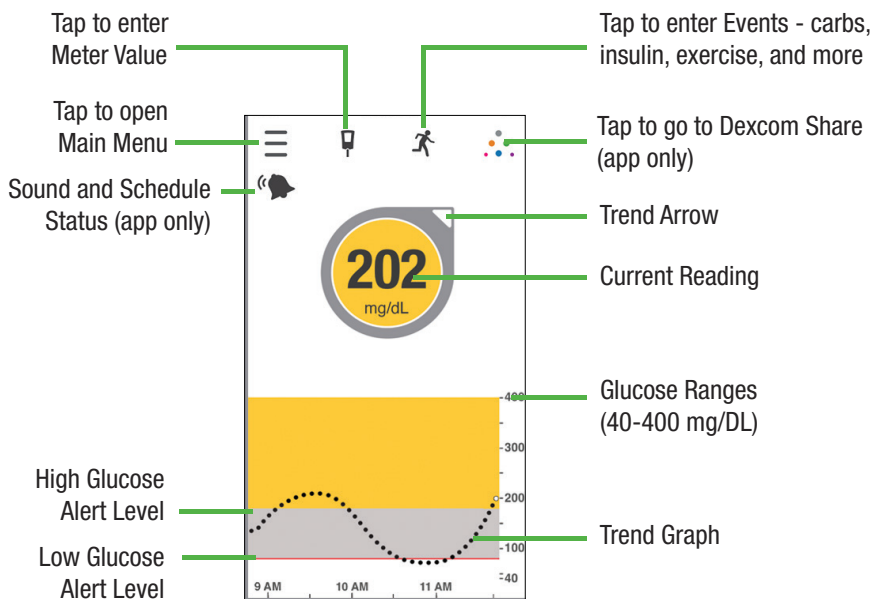 Tap to enter
Meter Value
Tap to enter Events - carbs,
insulin, exercise, and more
Tap to open
Main Menu
Tap to go to Dexcom Share
(app only)
Sound and Schedule
Status (app only)
Trend Arrow
202
mg/dL
Current Reading
Glucose Ranges
(40-400 mg/DL)
400
300
High Glucose
Alert Level
200
Trend Graph
100
Low Glucose
Alert Level
40
9 AM 10 AM 11 AM